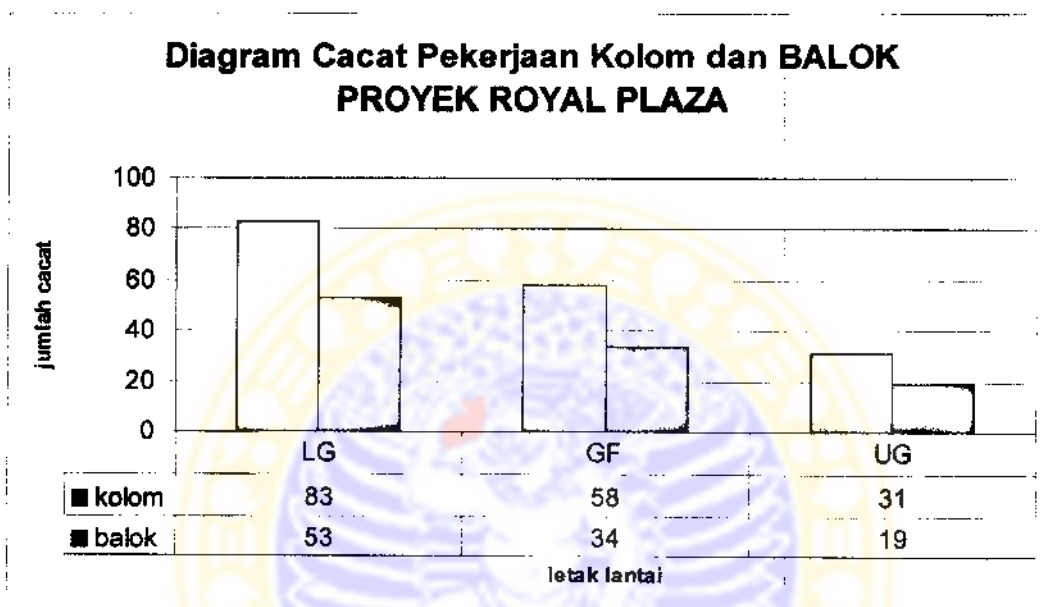 Diagram Cacat Pekerjaan Kolom dan BALOK
PROYEK ROYAL PLAZA
100
80
60
40
20
0
jumlah cacat
LG GF UG
kolom 83 58 31
balok 53 34 19
letak lantai